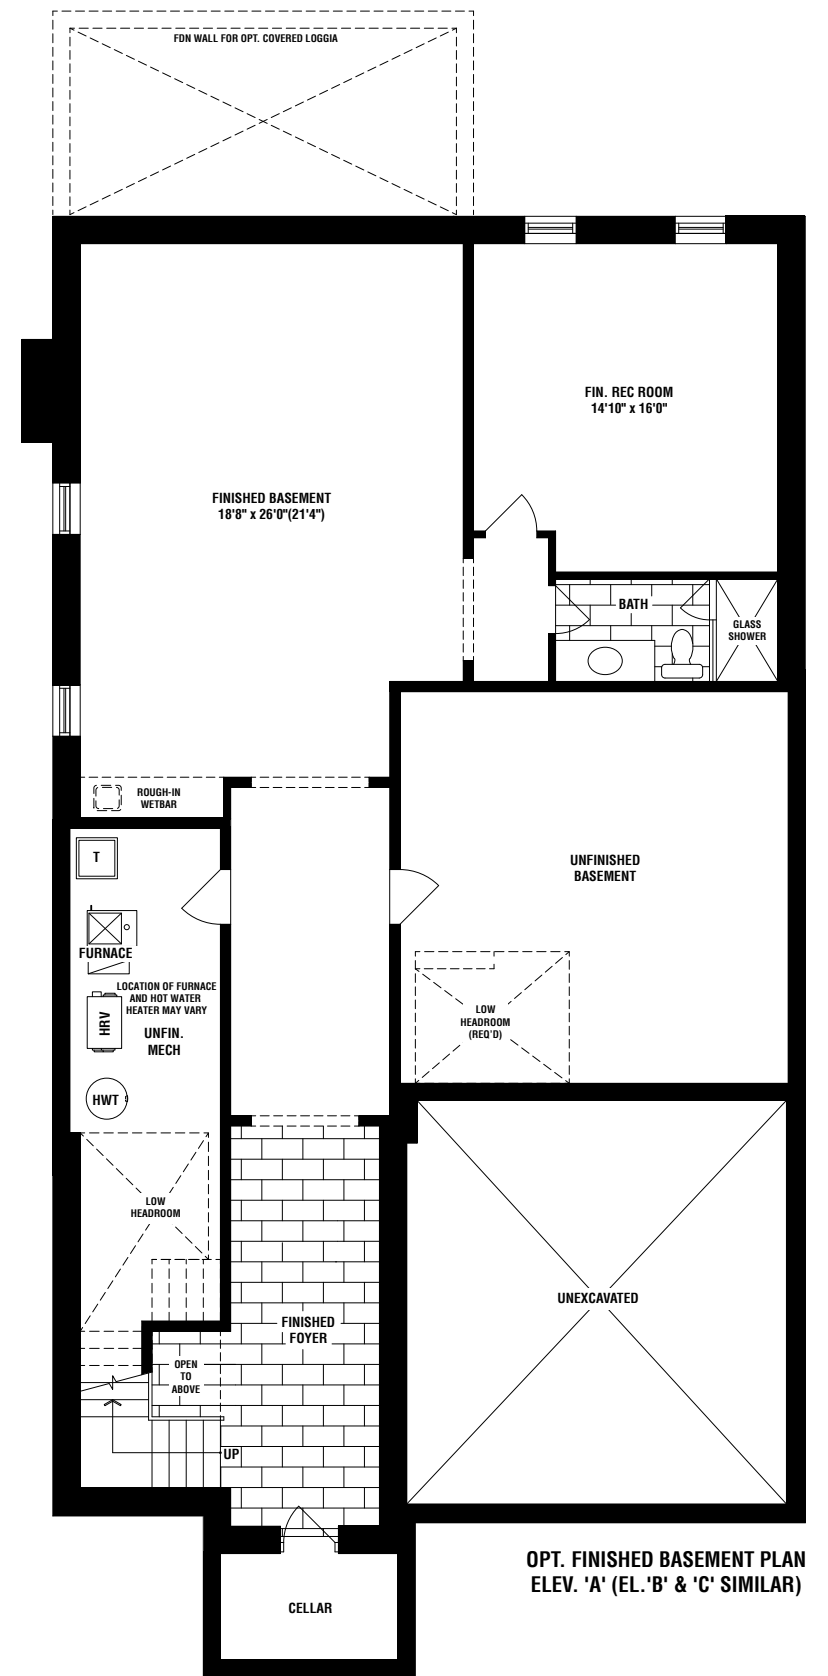 FDN WALL FOR OPT. COVERED LOGGIA
FIN. REC ROOM
14'10" x 16'0"
FINISHED BASEMENT
18'8" x 26'0"(21'4")
BATH
GLASS
SHOWER
ROUGH-IN
WETBAR
T
UNFINISHED
BASEMENT
FURNACE
LOCATION OF FURNACE
AND HOT WATER
HEATER MAY VARY
HRV
UNFIN.
MECH
LOW
HEADROOM
(REQ'D)
HWT
LOW
HEADROOM
UNEXCAVATED
FINISHED
FOYER
OPEN
TO
ABOVE
UP
OPT. FINISHED BASEMENT PLAN
ELEV. 'A' (EL.'B' & 'C' SIMILAR)
CELLAR